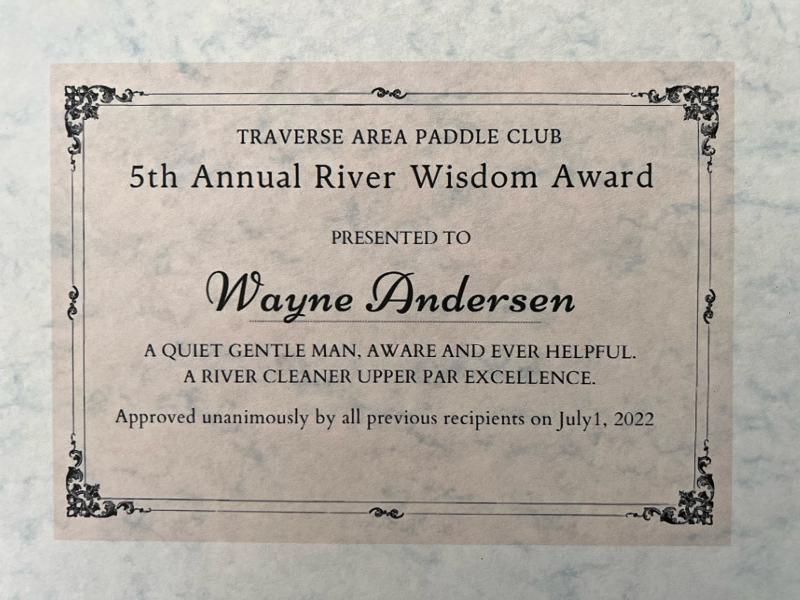 TRAVERSE AREA PADDLE CLUB
5th Annual River Wisdom Award
PRESENTED TO
Wayne Andersen
A QUIET GENTLE MAN, AWARE AND EVER HELPFUL.
A RIVER CLEANER UPPER PAR EXCELLENCE.
Approved unanimously by all previous recipients on July1, 2022